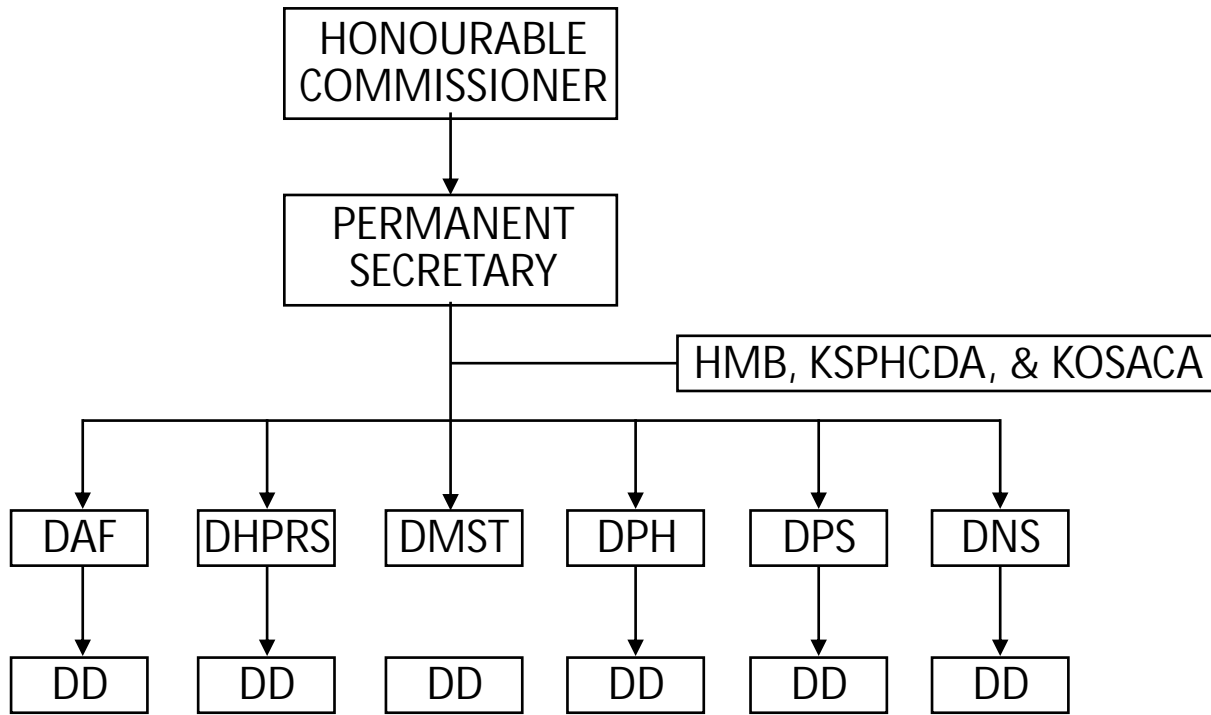 HONOURABLE
COMMISSIONER
PERMANENT
SECRETARY
HMB, KSPHCDA, & KOSACA
DAF
DHPRS
DMST
DPH
DPS
DNS
DD
DD
DD
DD
DD
DD